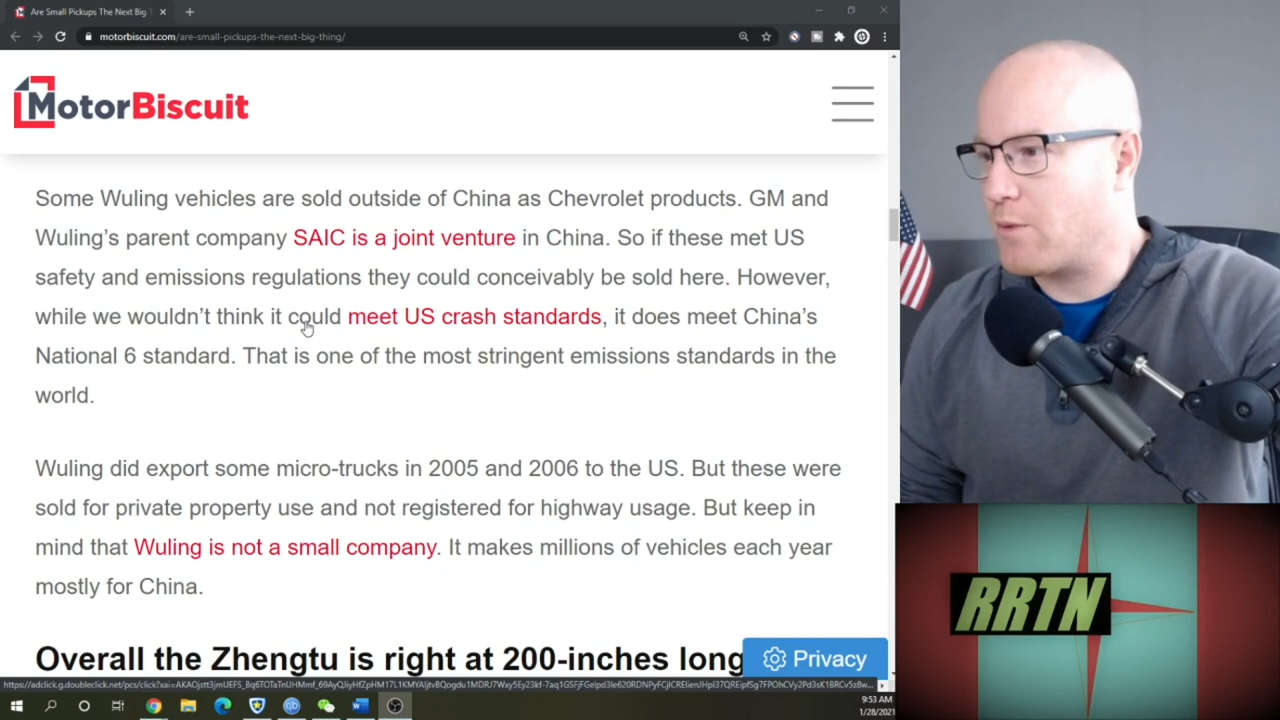 Are Small Pickups The Next Big
motorbiscuit.com/are-small-pickups-the-next-big-thing/
MotorBiscuit
Some Wuling vehicles are sold outside of China as Chevrolet products. GM and
Wuling’s parent company SAIC is a joint venture in China. So if these met US
safety and emissions regulations they could conceivably be sold here. However,
while we wouldn’t think it could meet US crash standards, it does meet China’s
National 6 standard. That is one of the most stringent emissions standards in the
world.
Wuling did export some micro-trucks in 2005 and 2006 to the US. But these were
sold for private property use and not registered for highway usage. But keep in
mind that Wuling is not a small company. It makes millions of vehicles each year
mostly for China.
Overall the Zhengtu is right at 200-inches long
Privacy
RRTN
9:53 AM
1/28/2021